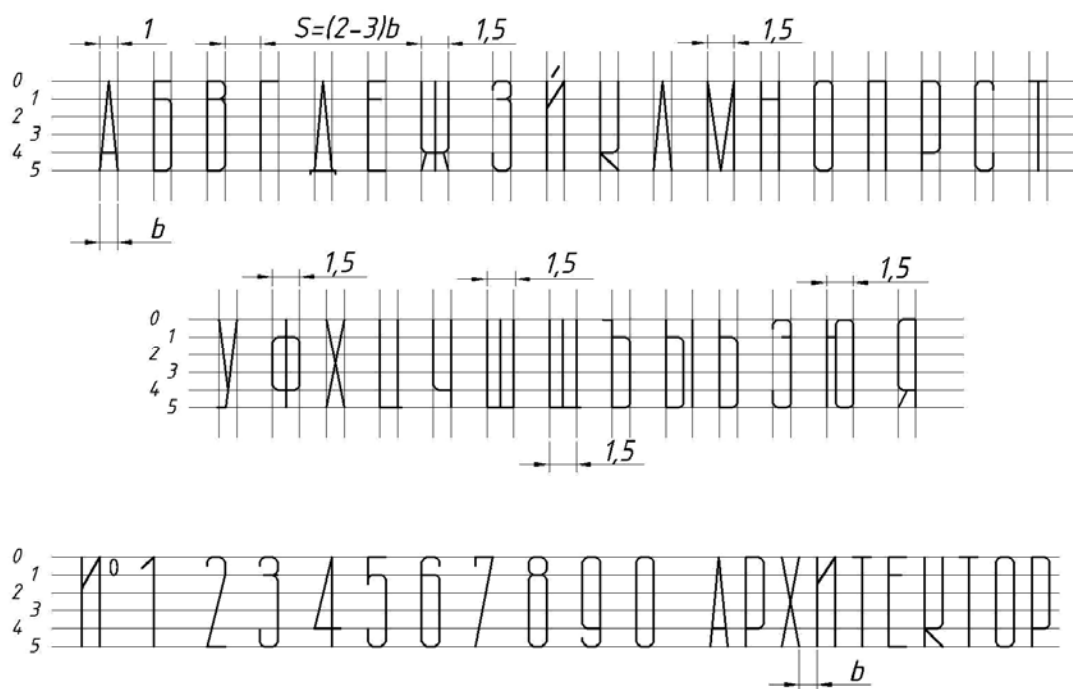 1 S=(2-3)b 1,5 1,5
0
1
2
3
4
5
А Б В Г Д Е Ж З Й К Л М Н О П Р С Т
b
1,5 1,5 1,5
0
1
2
3
4
5
У Ф Х Ц Ч Ш Щ Ъ Ы Ь Э Ю Я
1,5
0
1
2
3
4
5
№ 1 2 3 4 5 6 7 8 9 0 АРХИТЕКТОР
b